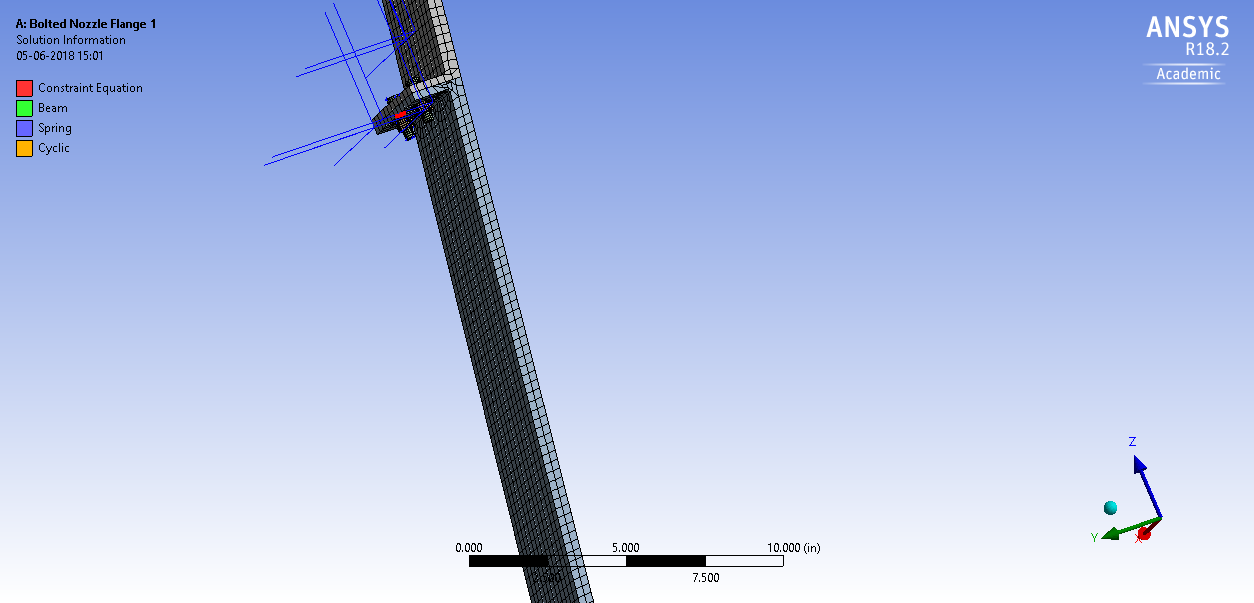 A: Bolted Nozzle Flange 1
Solution Information
05-06-2018 15:01
Constraint Equation
Beam
Spring
Cyclic
ANSYS
R18.2
Academic
Z
Y
X
0.000 5.000 10.000 (in)
2.500 7.500